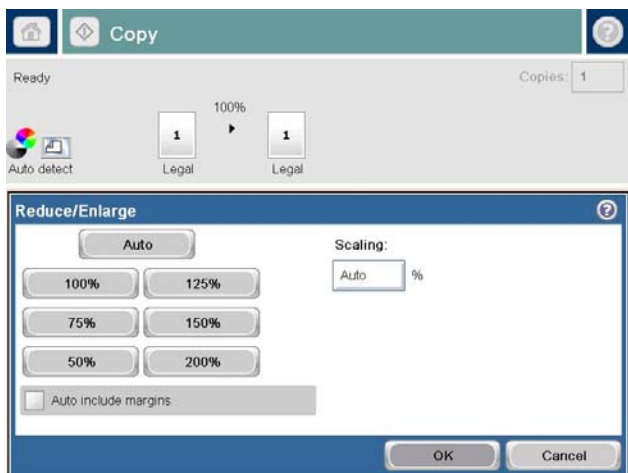 Copy
Ready
Copies: 1
100%
1 1
Auto detect Legal Legal
Reduce/Enlarge
Auto Scaling:
Auto %
100% 125%
75% 150%
50% 200%
Auto include margins
OK Cancel